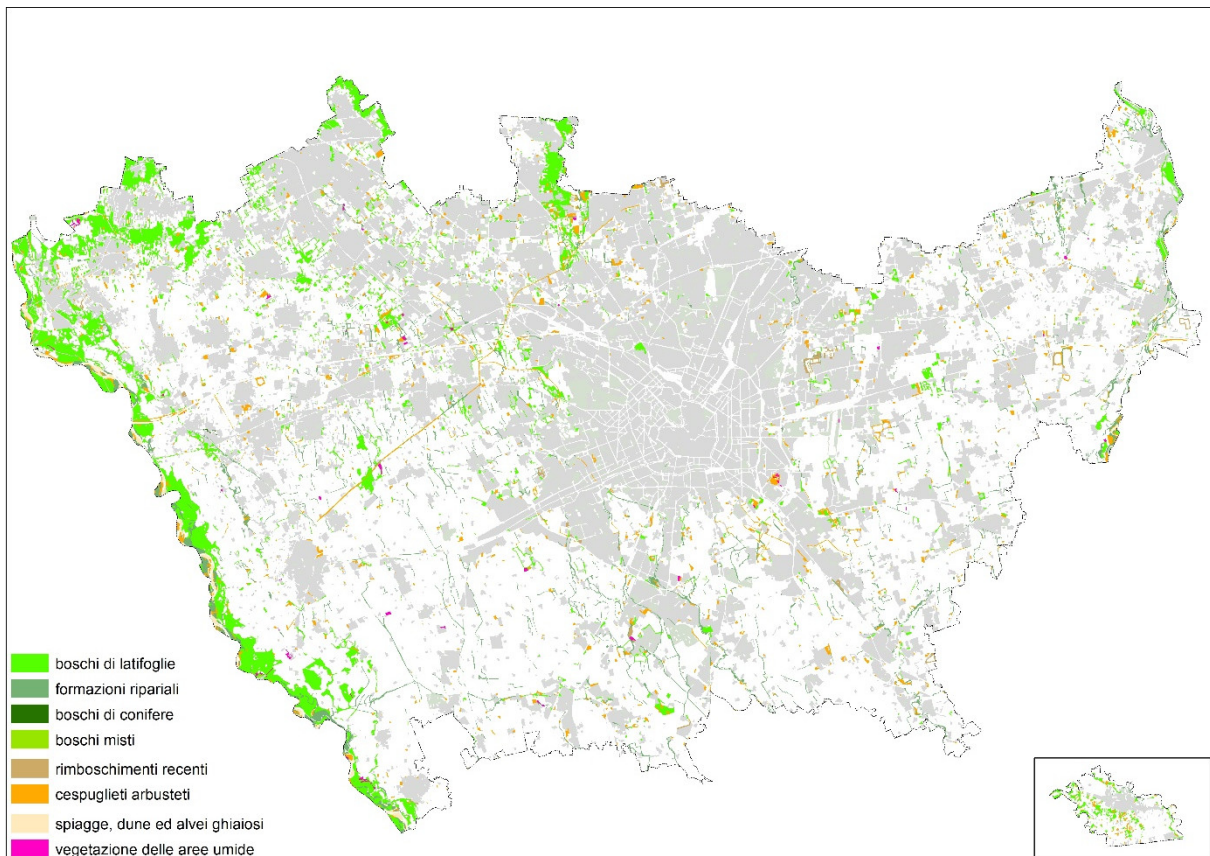 boschi di latifoglie
formazioni ripariali
boschi di conifere
boschi misti
rimboschimenti recenti
cespuglieti arbusteti
spiagge, dune ed alvei ghiaiosi
vegetazione delle aree umide